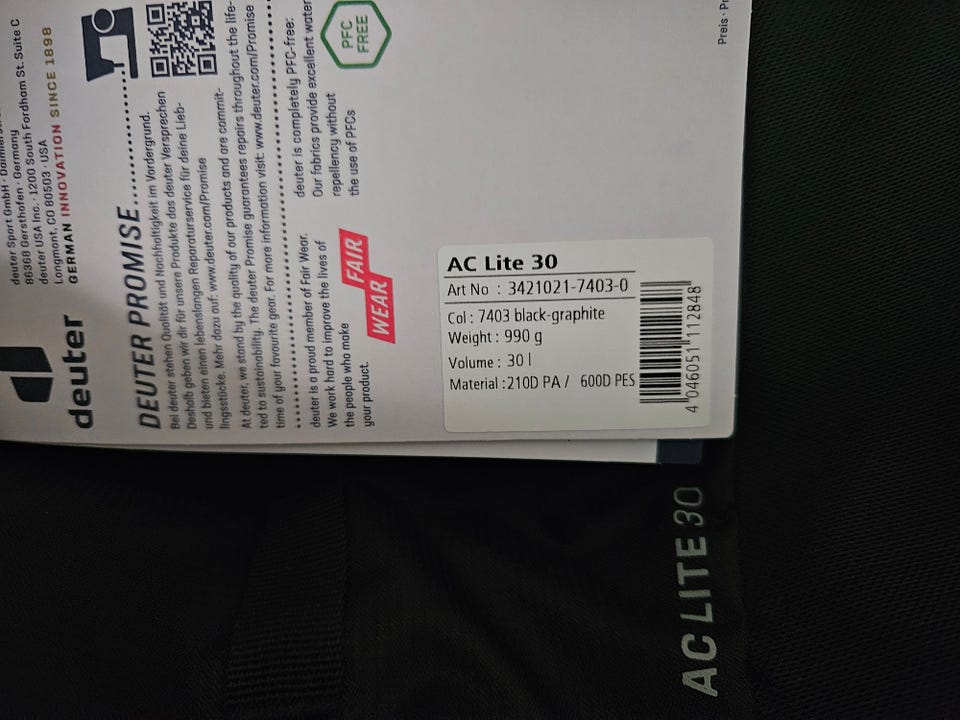 deuter Sport GmbH · Daimlerstr.
86368 Gersthofen · Germany
deuter USA Inc. · 1200 South Fordham St. Suite C
Longmont, CO 80503 · USA
GERMAN INNOVATION SINCE 1898
deuter
DEUTER PROMISE
Bei deuter stehen Qualität und Nachhaltigkeit im Vordergrund.
Deshalb geben wir dir für unsere Produkte das deuter Versprechen
und bieten einen lebenslangen Reparaturservice für deine Lieb-
lingsstücke. Mehr dazu auf: www.deuter.com/Promise
At deuter, we stand by the quality of our products and are commit-
ted to sustainability. The deuter Promise guarantees repairs throughout the life-
time of your favourite gear. For more information visit: www.deuter.com/Promise
deuter is a proud member of Fair Wear.
We work hard to improve the lives of
the people who make
your product.
FAIR
WEAR
deuter is completely PFC-free:
Our fabrics provide excellent water
repellency without
the use of PFCs
PFC
FREE
Preis · Pr
AC Lite 30
Art No : 3421021-7403-0
Col : 7403 black-graphite
Weight : 990 g
Volume : 30 l
Material :210D PA / 600D PES
4 046051 112848
AC LITE 30